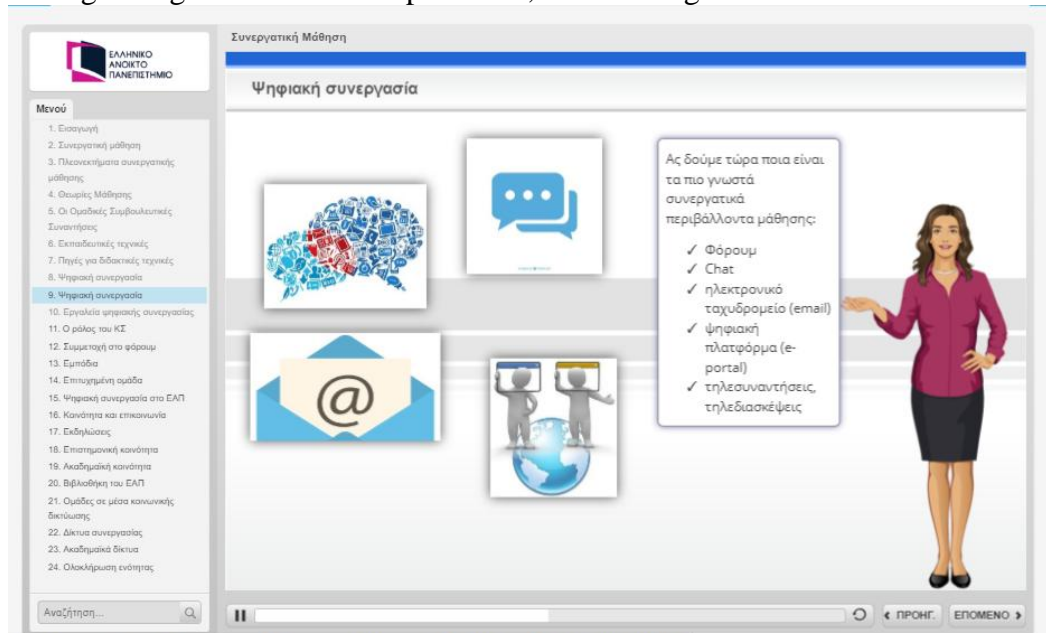 Συνεργατική Μάθηση
ΕΛΛΗΝΙΚΟ
ΑΝΟΙΚΤΟ
ΠΑΝΕΠΙΣΤΗΜΙΟ
Μενού
1. Εισαγωγή
2. Συνεργατική μάθηση
3. Πλεονεκτήματα συνεργατικής
μάθησης
4. Θεωρίες Μάθησης
5. Οι Ομαδικές Συμβουλευτικές
Συναντήσεις
6. Εκπαιδευτικές τεχνικές
7. Πηγές για διδακτικές τεχνικές
8. Ψηφιακή συνεργασία
9. Ψηφιακή συνεργασία
10. Εργαλεία ψηφιακής συνεργασίας
11. Ο ρόλος του ΚΣ
12. Συμμετοχή στο φόρουμ
13. Εμπόδια
14. Επιτυχημένη ομάδα
15. Ψηφιακή συνεργασία στο ΕΑΠ
16. Κοινότητα και επικοινωνία
17. Εκδηλώσεις
18. Επιστημονική κοινότητα
19. Ακαδημαϊκή κοινότητα
20. Βιβλιοθήκη του ΕΑΠ
21. Ομάδες σε μέσα κοινωνικής
δικτύωσης
22. Δίκτυα συνεργασίας
23. Ακαδημαϊκά δίκτυα
24. Ολοκλήρωση ενότητας
Αναζήτηση...
Ψηφιακή συνεργασία
Ας δούμε τώρα ποια είναι
τα πιο γνωστά
συνεργατικά
περιβάλλοντα μάθησης:
✓ Φόρουμ
✓ Chat
✓ ηλεκτρονικό
ταχυδρομείο (email)
✓ ψηφιακή
πλατφόρμα (e-
portal)
✓ τηλεσυναντήσεις,
τηλεδιασκέψεις
@
ΠΡΟΗΓ.
ΕΠΟΜΕΝΟ